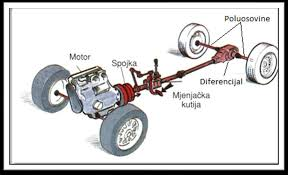 Poluosovine
Motor
Spojka
Diferencijal
Mjenjačka
kutija